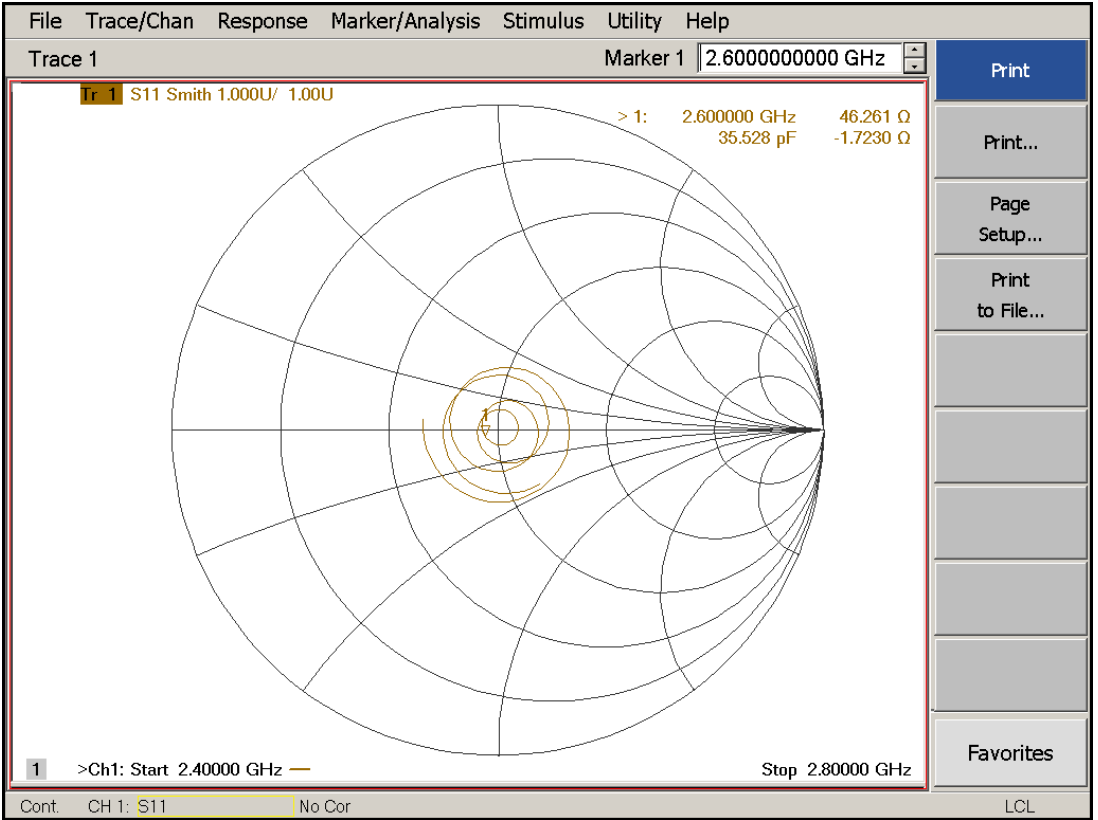 File Trace/Chan Response Marker/Analysis Stimulus Utility Help
Trace 1 Marker 1 2.6000000000 GHz
Tr 1 S11 Smith 1.000U/ 1.00U
> 1: 2.600000 GHz 46.261 Ω
35.528 pF -1.7230 Ω
1
1 >Ch1: Start 2.40000 GHz Stop 2.80000 GHz
Cont. CH 1: S11 No Cor LCL
Print
Print...
Page
Setup...
Print
to File...
Favorites